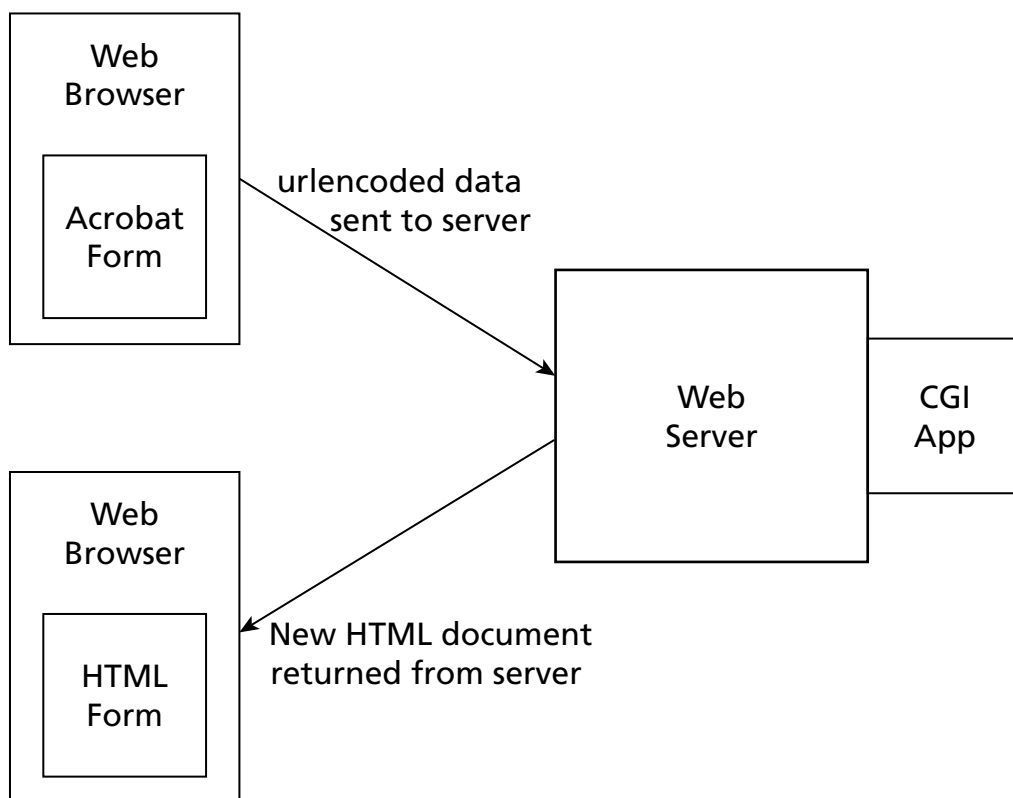 Web
Browser
Acrobat
Form
urlencoded data
sent to server
Web
Server
CGI
App
Web
Browser
HTML
Form
New HTML document
returned from server